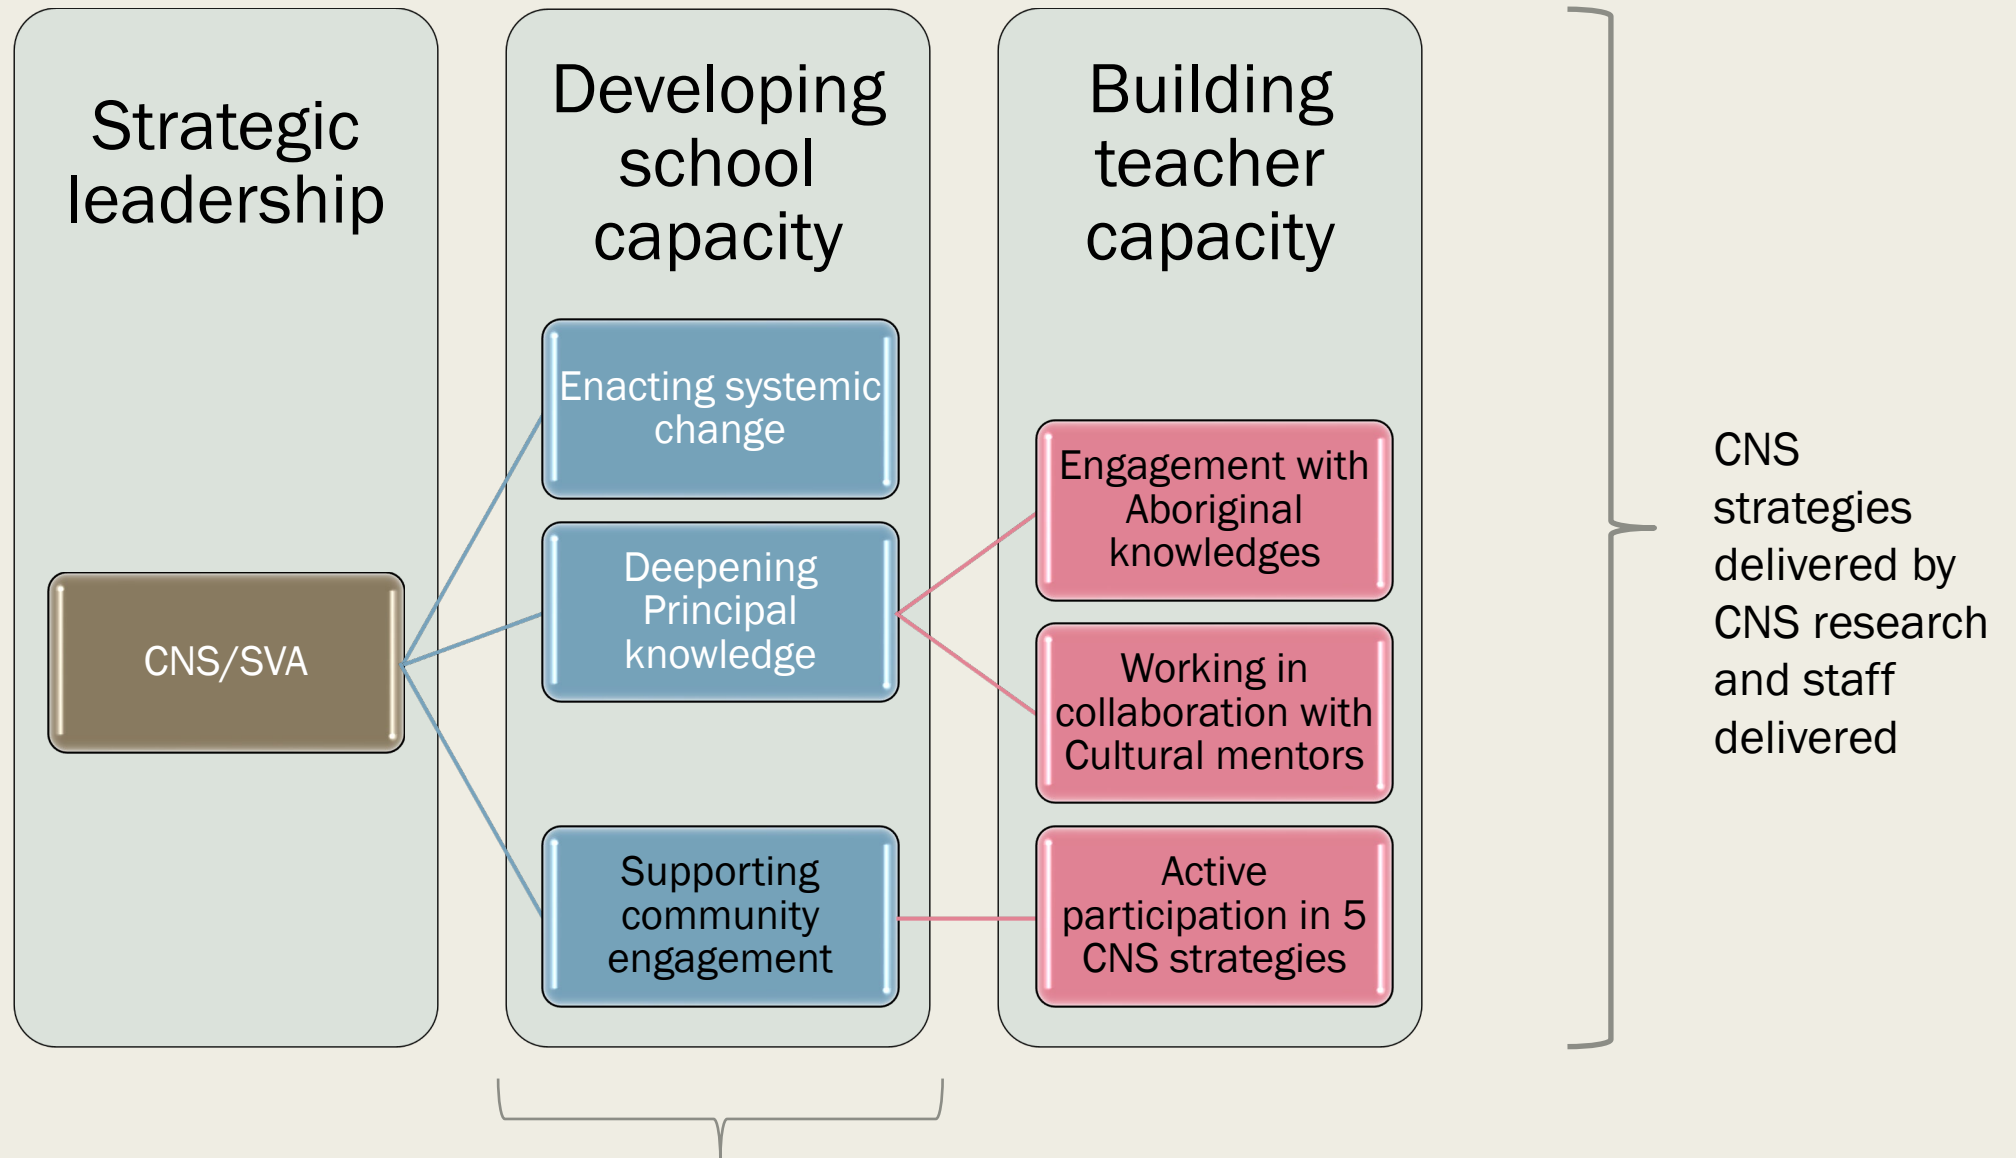 Strategic
leadership
CNS/SVA
Developing
school
capacity
Enacting systemic
change
Deepening
Principal
knowledge
Supporting
community
engagement
Building
teacher
capacity
Engagement with
Aboriginal
knowledges
Working in
collaboration with
Cultural mentors
Active
participation in 5
CNS strategies
CNS
strategies
delivered by
CNS research
and staff
delivered